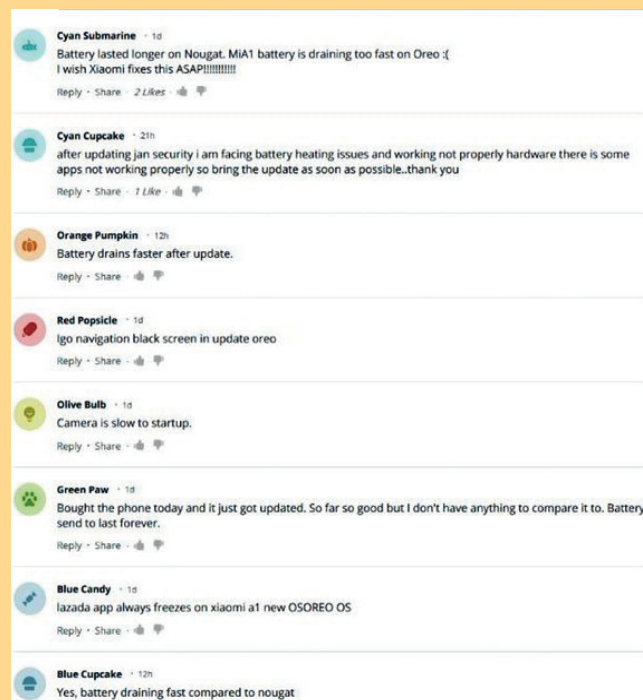 Cyan Submarine · 1d
Battery lasted longer on Nougat. MiA1 battery is draining too fast on Oreo :(
I wish Xiaomi fixes this ASAP!!!!!!!!!!!
Reply · Share · 2 Likes ·
Cyan Cupcake · 21h
after updating jan security i am facing battery heating issues and working not properly hardware there is some
apps not working properly so bring the update as soon as possible..thank you
Reply · Share · 1 Like ·
Orange Pumpkin · 12h
Battery drains faster after update.
Reply · Share ·
Red Popsicle · 1d
Igo navigation black screen in update oreo
Reply · Share ·
Olive Bulb · 1d
Camera is slow to startup.
Reply · Share ·
Green Paw · 1d
Bought the phone today and it just got updated. So far so good but I don't have anything to compare it to. Battery
send to last forever.
Reply · Share ·
Blue Candy · 1d
lazada app always freezes on xiaomi a1 new OSOREO OS
Reply · Share ·
Blue Cupcake · 12h
Yes, battery draining fast compared to nougat